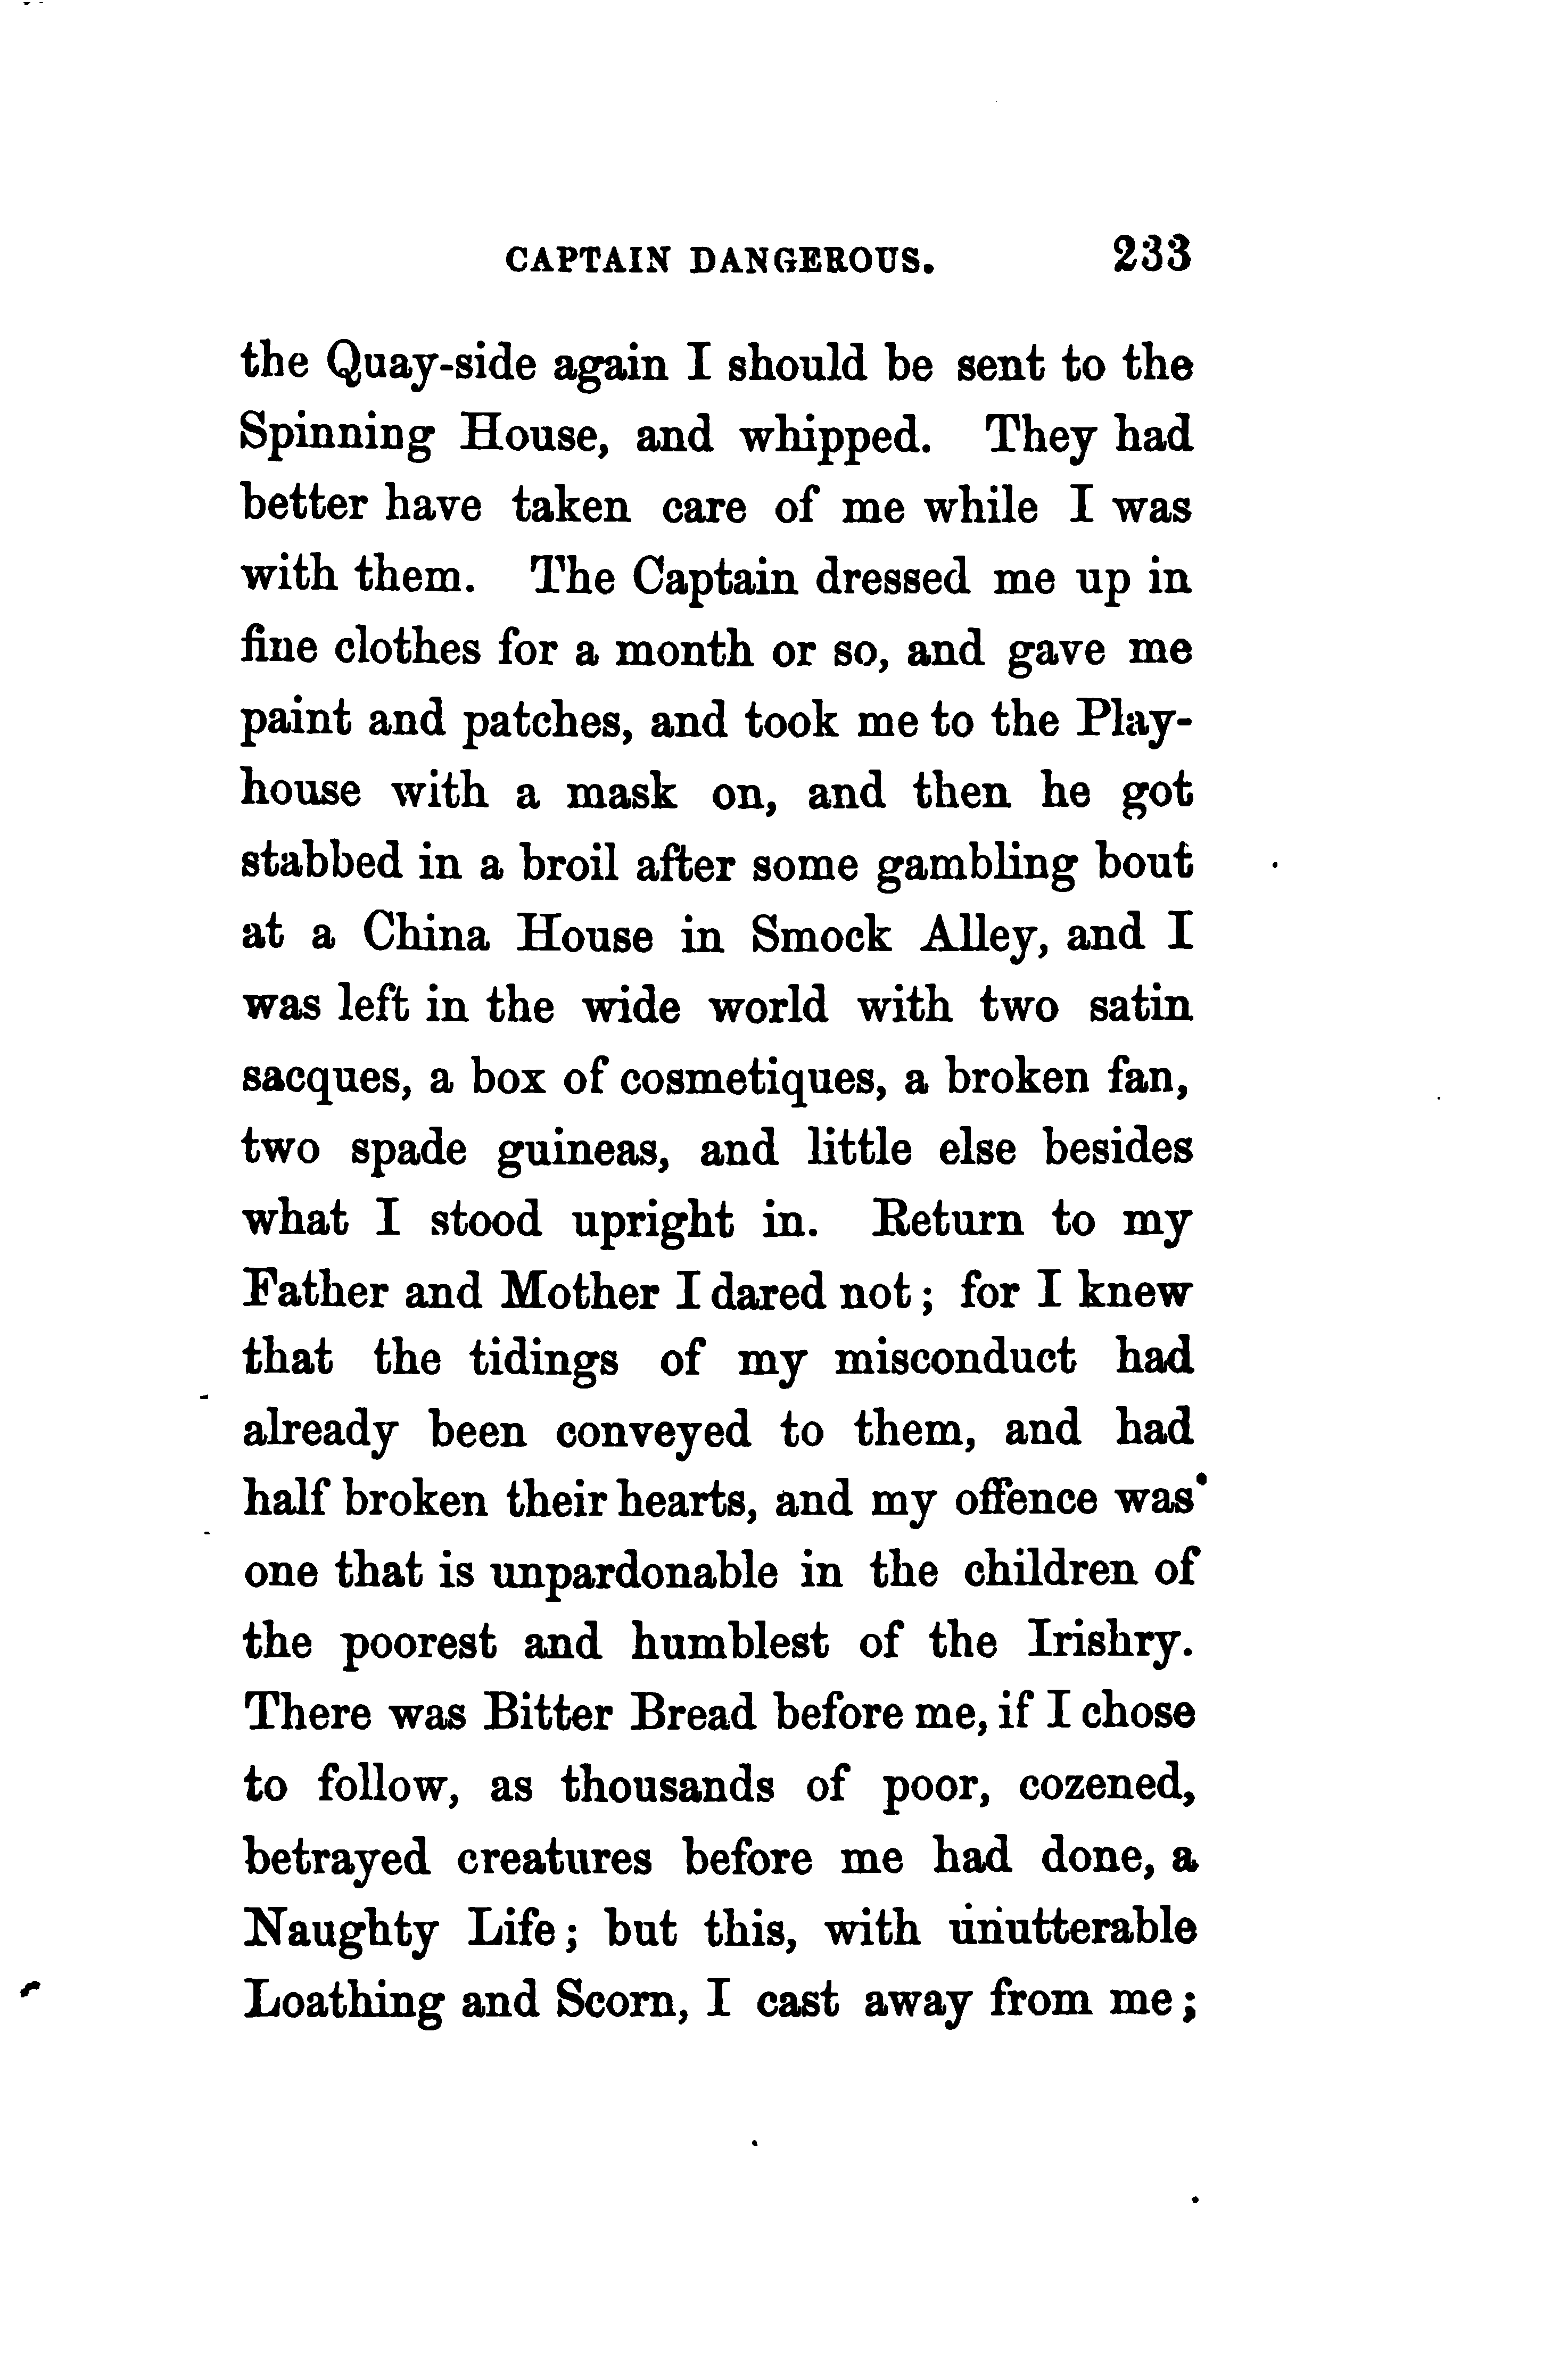 CAPTAIN DANGEROUS. 233
the Quay-side again I should be sent to the
Spinning House, and whipped. They had
better have taken care of me while I was
with them. The Captain dressed me up in
fine clothes for a month or so, and gave me
paint and patches, and took me to the Play-
house with a mask on, and then he got
stabbed in a broil after some gambling bout
at a China House in Smock Alley, and I
was left in the wide world with two satin
sacques, a box of cosmetiques, a broken fan,
two spade guineas, and little else besides
what I stood upright in. Return to my
Father and Mother I dared not; for I knew
that the tidings of my misconduct had
already been conveyed to them, and had
half broken their hearts, and my offence was
one that is unpardonable in the children of
the poorest and humblest of the Irishry.
There was Bitter Bread before me, if I chose
to follow, as thousands of poor, cozened,
betrayed creatures before me had done, a
Naughty Life; but this, with unutterable
Loathing and Scorn, I cast away from me;